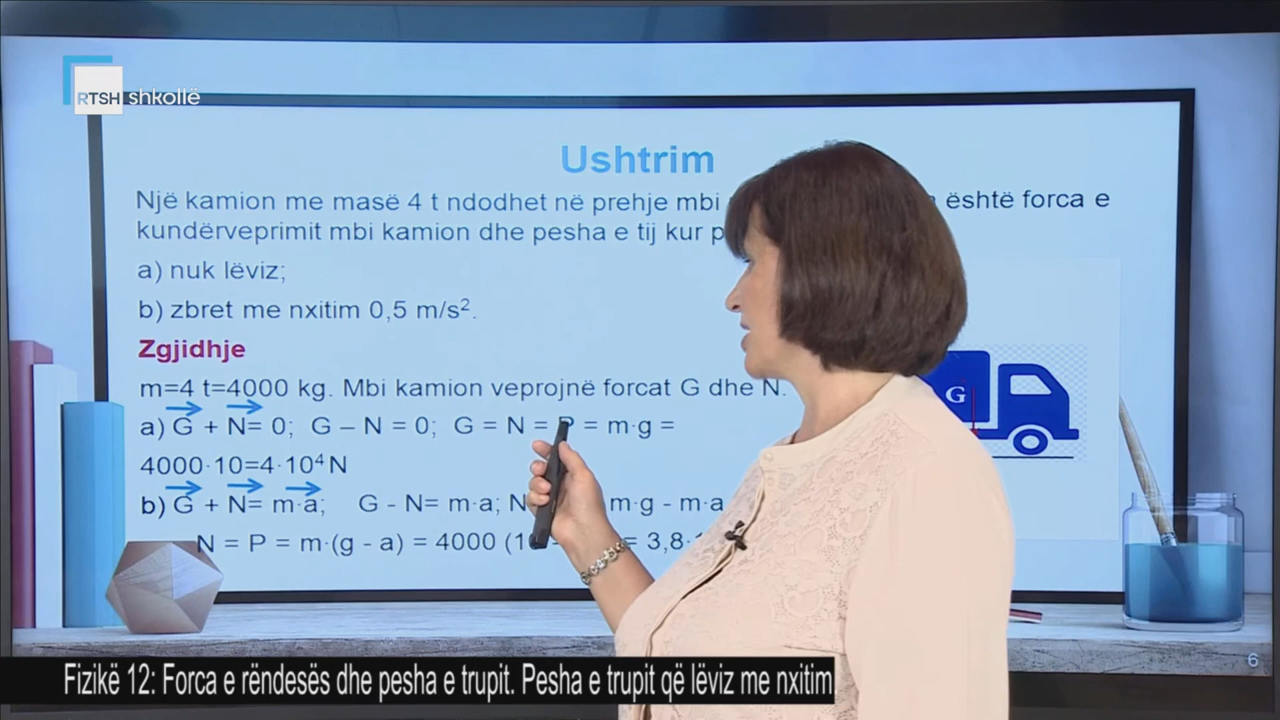 RTSH shkollë
Ushtrim
Një kamion me masë 4 t ndodhet në prehje mbi është forca e
kundërveprimit mbi kamion dhe pesha e tij kur
a) nuk lëviz;
b) zbret me nxitim 0,5 m/s².
Zgjidhje
m=4 t=4000 kg. Mbi kamion veprojnë forcat G dhe N.
G
a) G + N= 0; G – N = 0; G = N = P = m·g =
4000·10=4·10⁴ N
b) G + N= m·a; G - N= m·a; N m·g - m·a
N = P = m·(g - a) = 4000 = 3,8·
6
Fizikë 12: Forca e rëndesës dhe pesha e trupit. Pesha e trupit që lëviz me nxitim